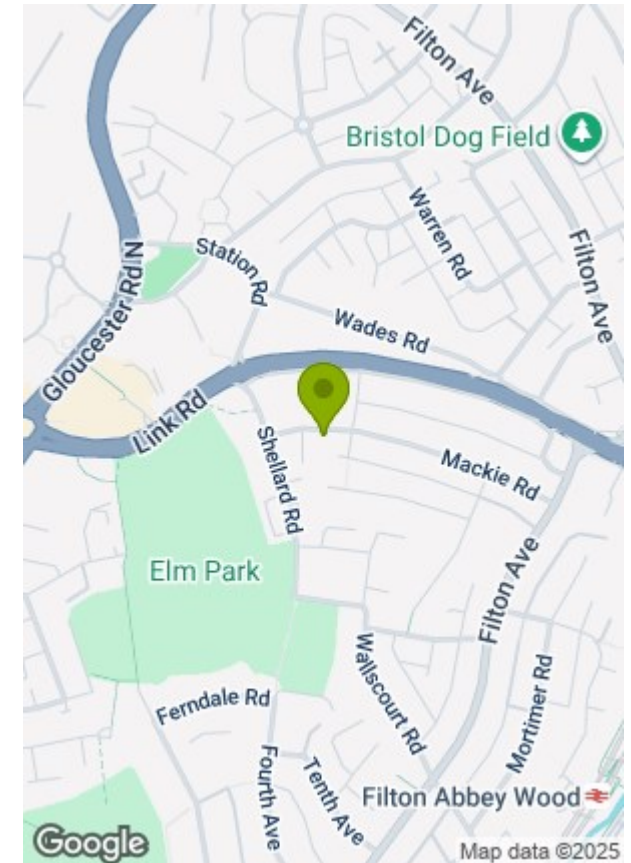 Filton Ave
Bristol Dog Field
Warren Rd
Filton Ave
Gloucester Rd N
Station Rd
Wades Rd
Link Rd
Shellard Rd
Mackie Rd
Elm Park
Filton Ave
Wallscourt Rd
Mortimer Rd
Ferndale Rd
Fourth Ave
Tenth Ave
Filton Abbey Wood
Google
Map data ©2025